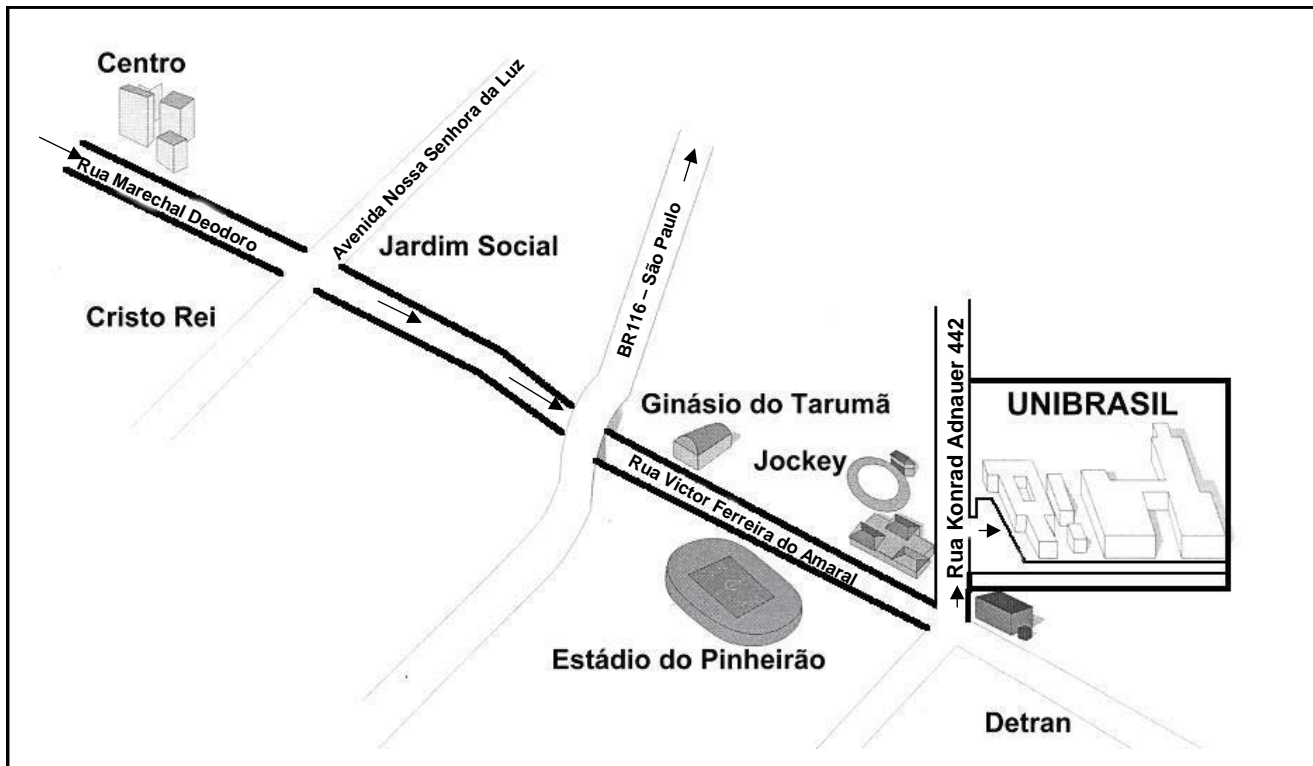 Centro
Rua Marechal Deodoro
Avenida Nossa Senhora da Luz
Jardim Social
Cristo Rei
BR116 – São Paulo
Ginásio do Tarumã
Jockey
Rua Victor Ferreira do Amaral
Estádio do Pinheirão
Rua Konrad Adnauer 442
UNIBRASIL
Detran